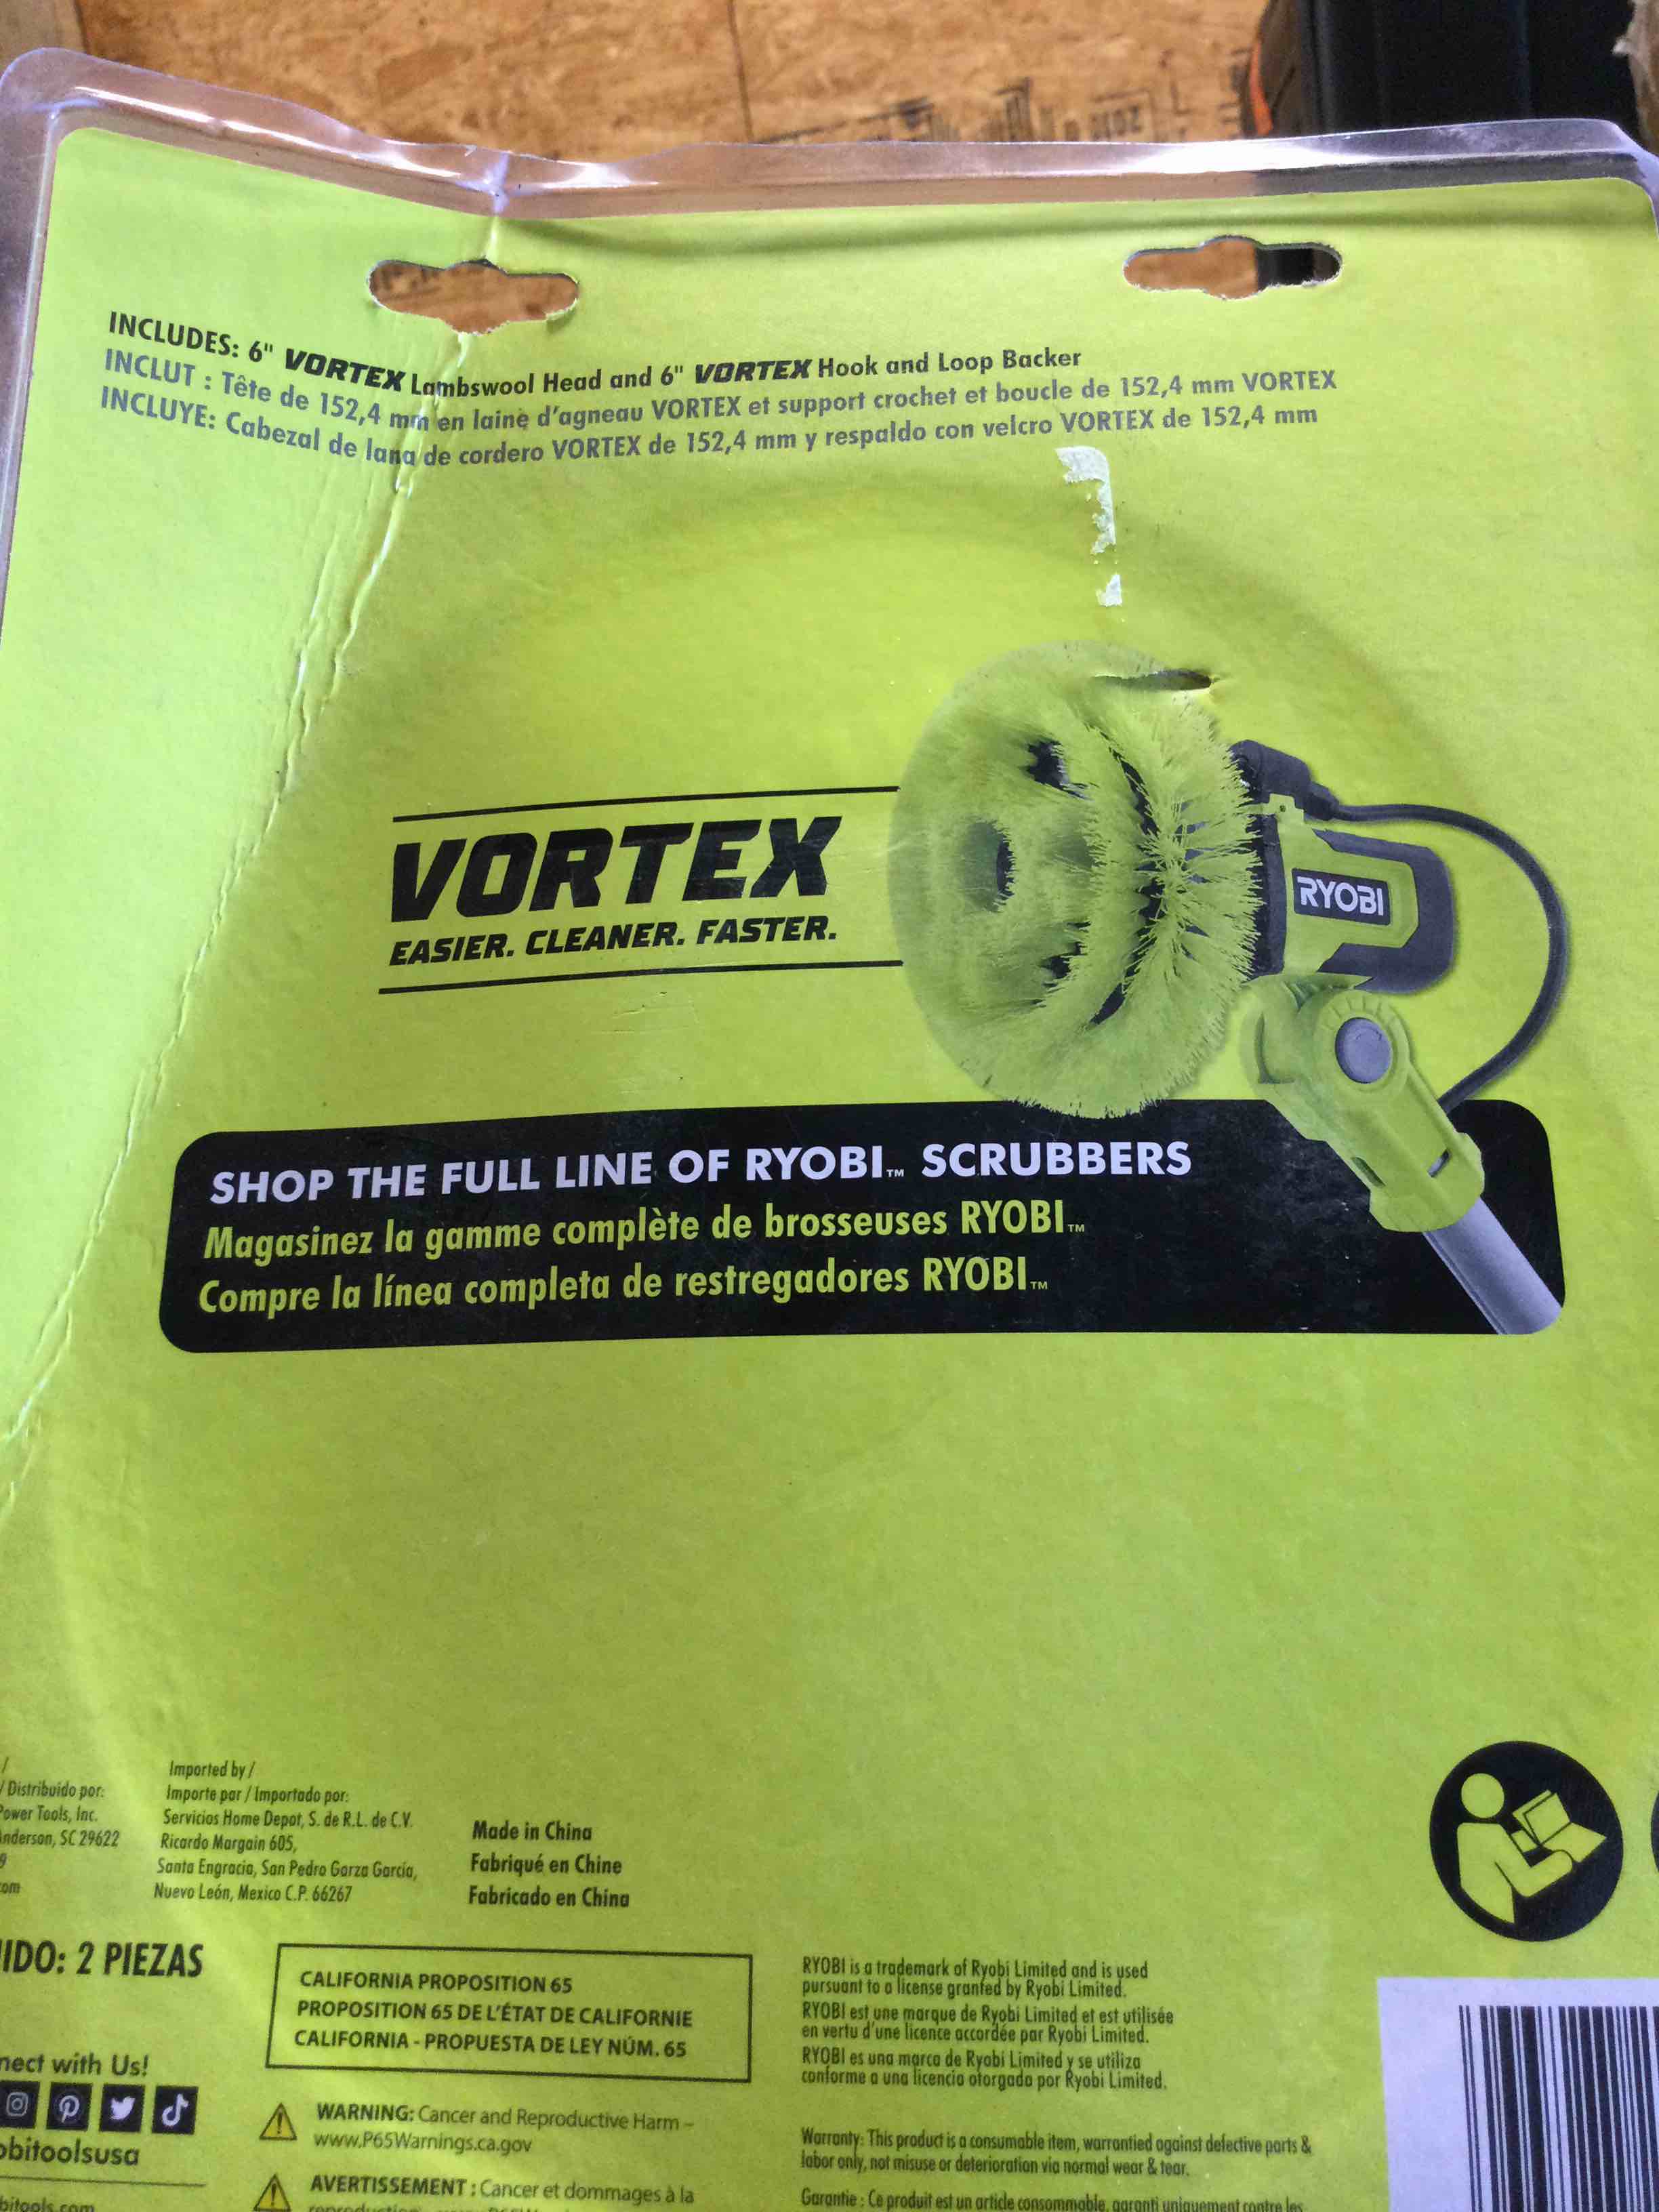 INCLUDES: 6" VORTEX Lambswool Head and 6" VORTEX Hook and Loop Backer
INCLUT : Tête de 152,4 mm en laine d'agneau VORTEX et support crochet et boucle de 152,4 mm VORTEX
INCLUYE: Cabezal de lana de cordero VORTEX de 152,4 mm y respaldo con velcro VORTEX de 152,4 mm
VORTEX
EASIER. CLEANER. FASTER.
RYOBI
SHOP THE FULL LINE OF RYOBI™ SCRUBBERS
Magasinez la gamme complète de brosseuses RYOBI™
Compre la línea completa de restregadores RYOBI™
/
/ Distribuido por:
Power Tools, Inc.
Anderson, SC 29622
9
com
Imported by /
Importe par / Importado por:
Servicios Home Depot, S. de R.L. de C.V.
Ricardo Margain 605,
Santa Engracia, San Pedro Garza García,
Nuevo León, Mexico C.P. 66267
Made in China
Fabriqué en Chine
Fabricado en China
IDO: 2 PIEZAS
nect with Us!
obitoolsusa
bitools.com
CALIFORNIA PROPOSITION 65
PROPOSITION 65 DE L'ÉTAT DE CALIFORNIE
CALIFORNIA - PROPUESTA DE LEY NÚM. 65
WARNING: Cancer and Reproductive Harm –
www.P65Warnings.ca.gov
AVERTISSEMENT : Cancer et dommages à la
RYOBI is a trademark of Ryobi Limited and is used
pursuant to a license granted by Ryobi Limited.
RYOBI est une marque de Ryobi Limited et est utilisée
en vertu d'une licence accordée par Ryobi Limited.
RYOBI es una marca de Ryobi Limited y se utiliza
conforme a una licencia otorgada por Ryobi Limited.
Warranty: This product is a consumable item, warrantied against defective parts &
labor only, not misuse or deterioration via normal wear & tear.
Garantie : Ce produit est un article consommable, garanti uniquement contre les